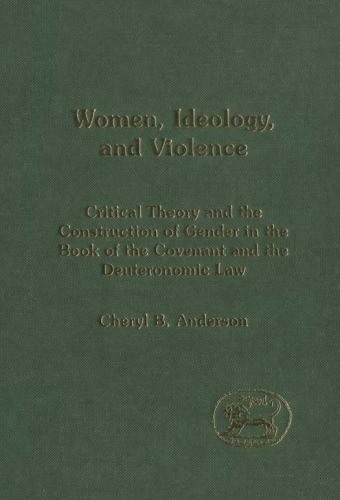 Women, Ideology,
and Violence
Critical Theory and the
Construction of Gender in the
Book of the Covenant and the
Deuteronomic Law
Cheryl B. Anderson